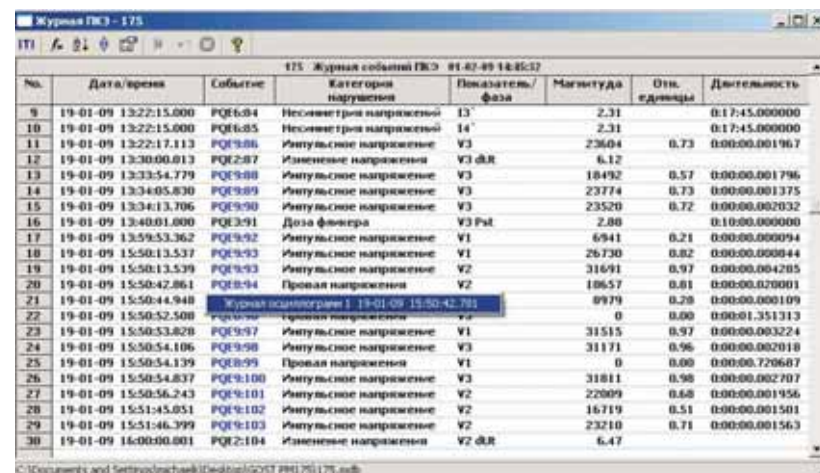 Журнал ПКЭ - 175
175 Журнал событий ПКЭ 01-02-09 14:05:52
No. Дата/время Событие Категория нарушения Показатель/фаза Магнитуда Отн. единицы Длительность
9 19-01-09 13:22:15.000 PQE6:84 Несимметрия напряжений 13` 2.31 0:17:45.000000
10 19-01-09 13:22:15.000 PQE6:85 Несимметрия напряжений 14` 2.31 0:17:45.000000
11 19-01-09 13:22:17.113 PQE9:86 Импульсное напряжение V3 23604 0.73 0:00:00.001967
12 19-01-09 13:30:00.013 PQE2:87 Изменение напряжения V3 dUt 6.12
13 19-01-09 13:33:54.779 PQE9:88 Импульсное напряжение V3 18492 0.57 0:00:00.001796
14 19-01-09 13:34:05.830 PQE9:89 Импульсное напряжение V3 23774 0.73 0:00:00.001375
15 19-01-09 13:34:13.706 PQE9:90 Импульсное напряжение V3 23520 0.72 0:00:00.002032
16 19-01-09 13:40:01.000 PQE3:91 Доза фликера V3 Pst 2.88 0:10:00.000000
17 19-01-09 13:59:53.362 PQE9:92 Импульсное напряжение V1 6941 0.21 0:00:00.000094
18 19-01-09 15:50:13.537 PQE9:93 Импульсное напряжение V1 26730 0.82 0:00:00.000844
19 19-01-09 15:50:13.539 PQE9:93 Импульсное напряжение V2 31691 0.97 0:00:00.004285
20 19-01-09 15:50:42.861 PQE8:94 Провал напряжения V2 10657 0.81 0:00:00.020001
21 19-01-09 15:50:44.948 Журнал осциллограмм 1 19-01-09 15:50:42.781 8979 0.28 0:00:00.000109
22 19-01-09 15:50:52.508 0 0.00 0:00:01.351313
23 19-01-09 15:50:53.828 PQE9:97 Импульсное напряжение V1 31515 0.97 0:00:00.003224
24 19-01-09 15:50:54.106 PQE9:98 Импульсное напряжение V3 31171 0.96 0:00:00.002018
25 19-01-09 15:50:54.139 PQE8:99 Провал напряжения V1 0 0.00 0:00:00.720687
26 19-01-09 15:50:54.837 PQE9:100 Импульсное напряжение V3 31811 0.98 0:00:00.002707
27 19-01-09 15:50:56.243 PQE9:101 Импульсное напряжение V2 22009 0.68 0:00:00.001956
28 19-01-09 15:51:45.051 PQE9:102 Импульсное напряжение V2 16719 0.51 0:00:00.001501
29 19-01-09 15:51:46.399 PQE9:103 Импульсное напряжение V2 23210 0.71 0:00:00.001563
30 19-01-09 16:00:00.001 PQE2:104 Изменение напряжения V2 dUt 6.47
C:\Documents and Settings\michaelk\Desktop\GOST PM175\175.pdb